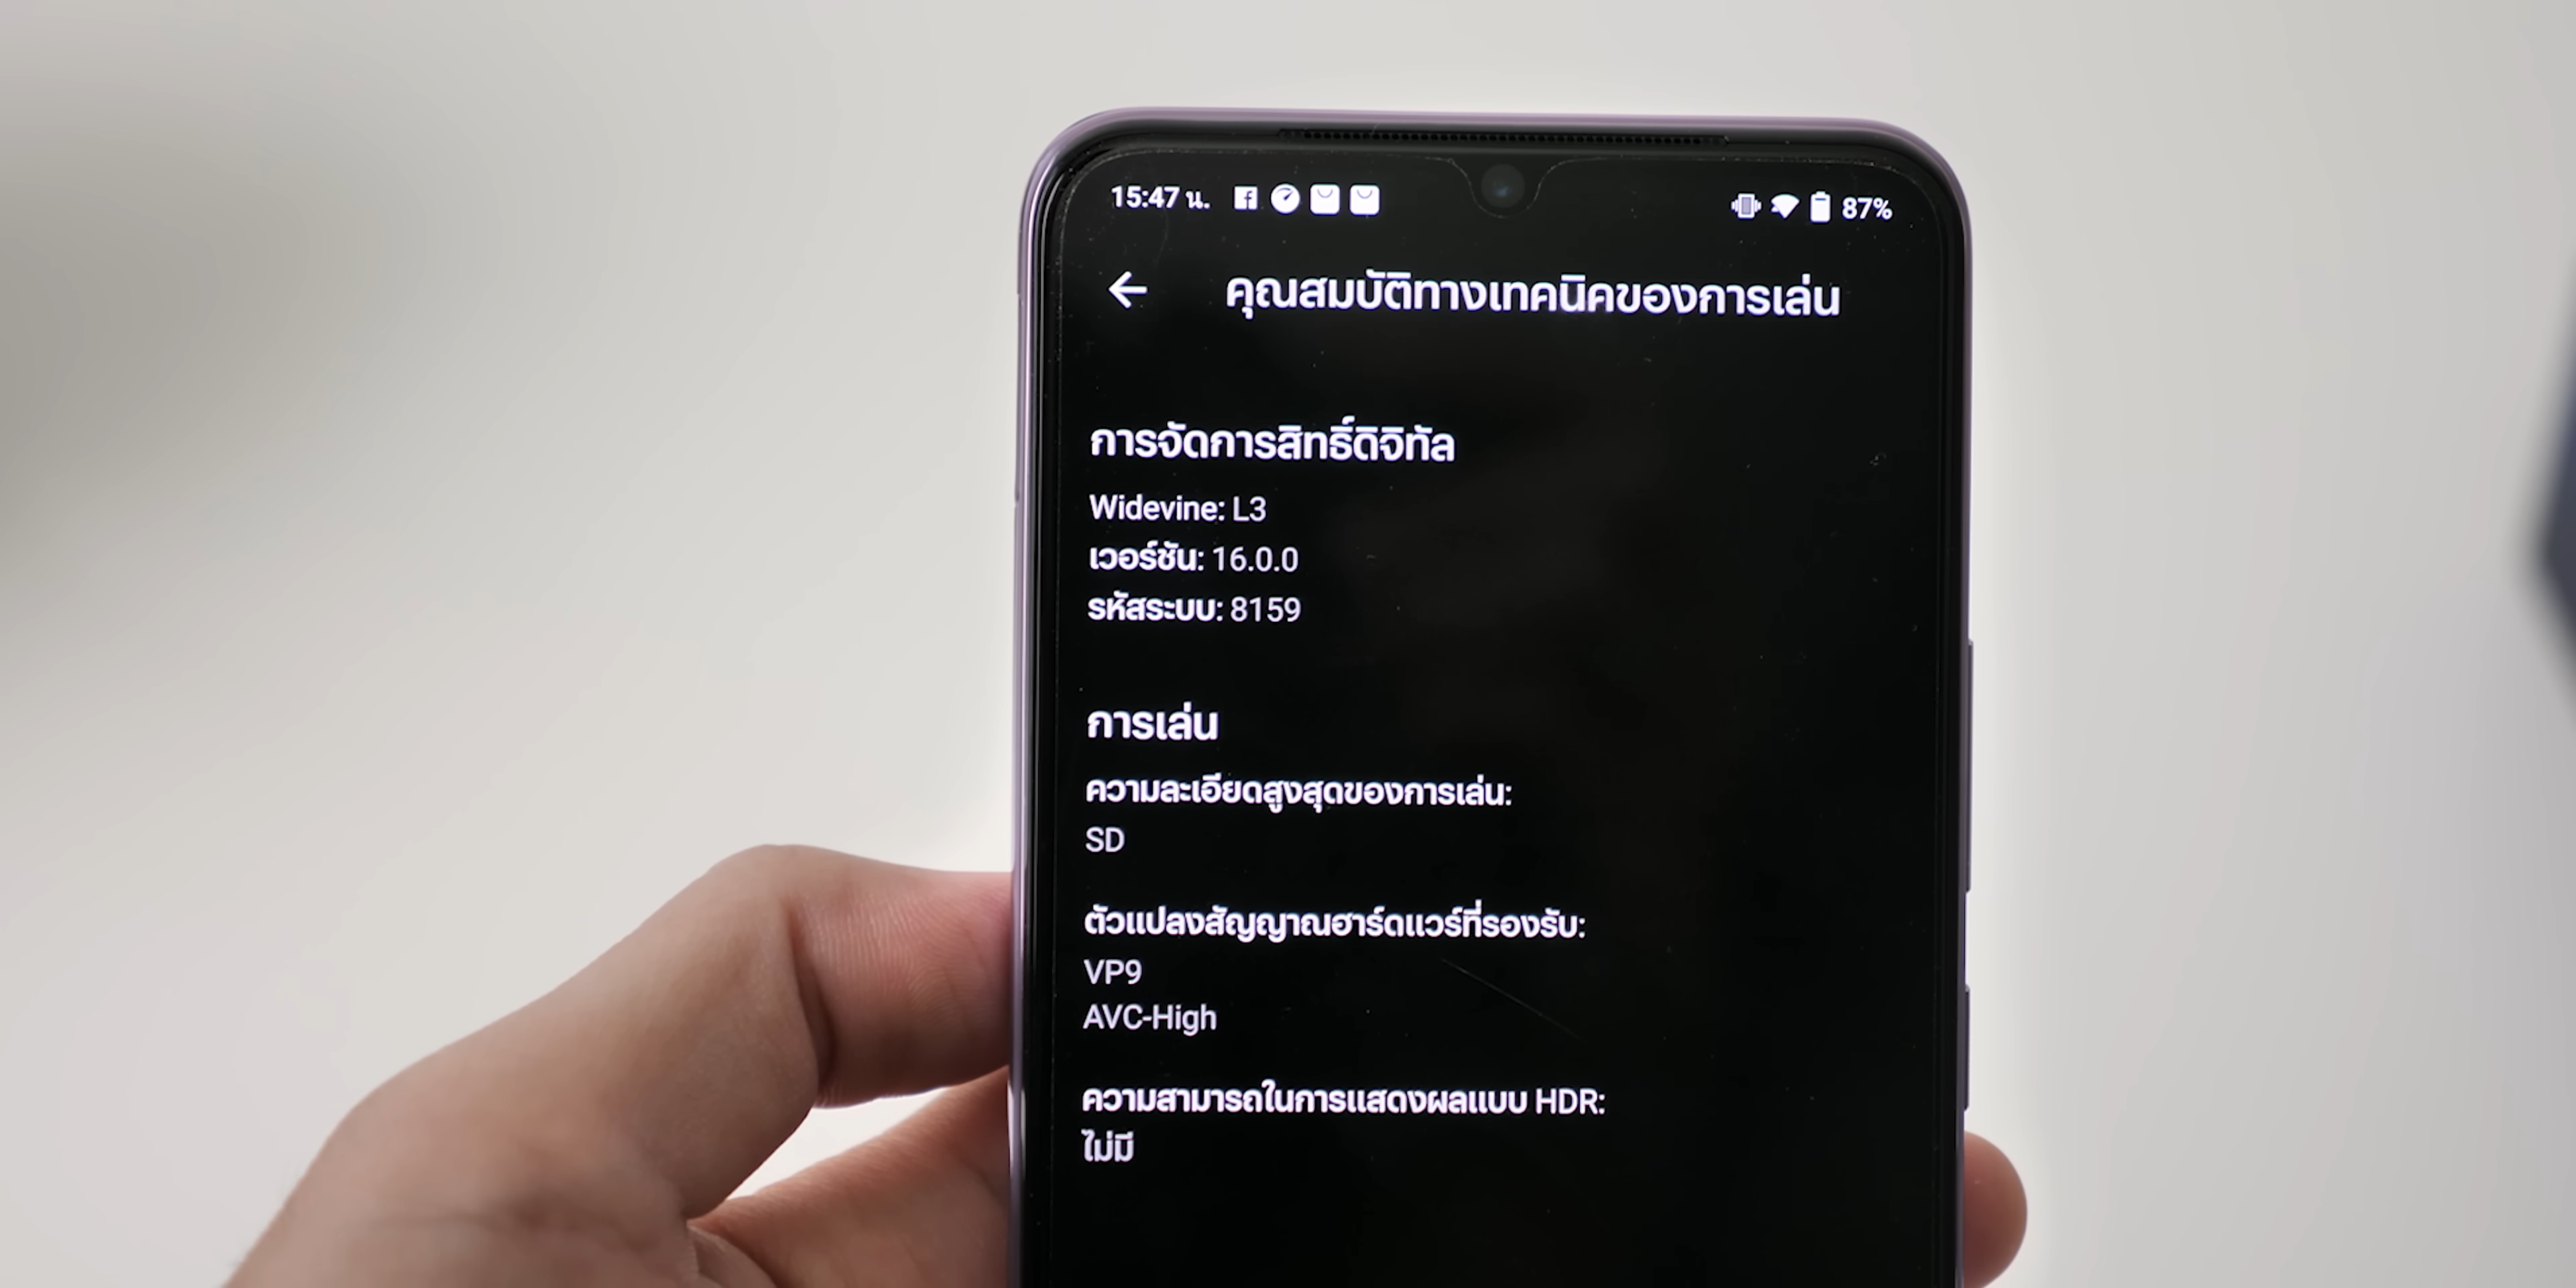 15:47 น.
87%
คุณสมบัติทางเทคนิคของการเล่น
การจัดการสิทธิ์ดิจิทัล
Widevine: L3
เวอร์ชัน: 16.0.0
รหัสระบบ: 8159
การเล่น
ความละเอียดสูงสุดของการเล่น:
SD
ตัวแปลงสัญญาณฮาร์ดแวร์ที่รองรับ:
VP9
AVC-High
ความสามารถในการแสดงผลแบบ HDR:
ไม่มี